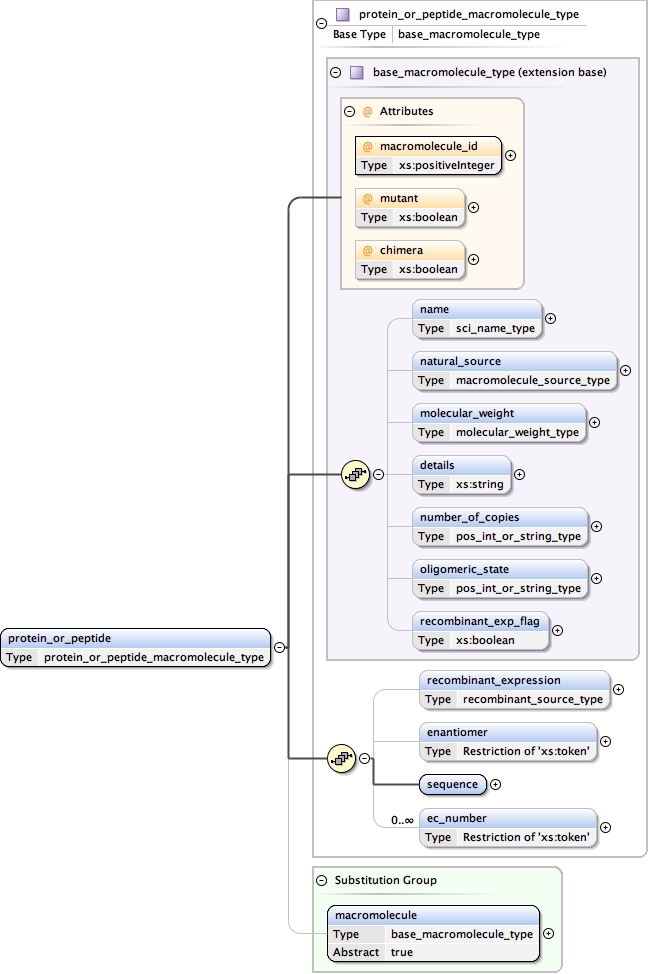 protein_or_peptide_macromolecule_type
Base Type base_macromolecule_type
base_macromolecule_type (extension base)
@ Attributes
@ macromolecule_id
Type xs:positiveInteger
@ mutant
Type xs:boolean
@ chimera
Type xs:boolean
name
Type sci_name_type
natural_source
Type macromolecule_source_type
molecular_weight
Type molecular_weight_type
details
Type xs:string
number_of_copies
Type pos_int_or_string_type
oligomeric_state
Type pos_int_or_string_type
recombinant_exp_flag
Type xs:boolean
protein_or_peptide
Type protein_or_peptide_macromolecule_type
recombinant_expression
Type recombinant_source_type
enantiomer
Type Restriction of 'xs:token'
sequence
0..∞ ec_number
Type Restriction of 'xs:token'
Substitution Group
macromolecule
Type base_macromolecule_type
Abstract true